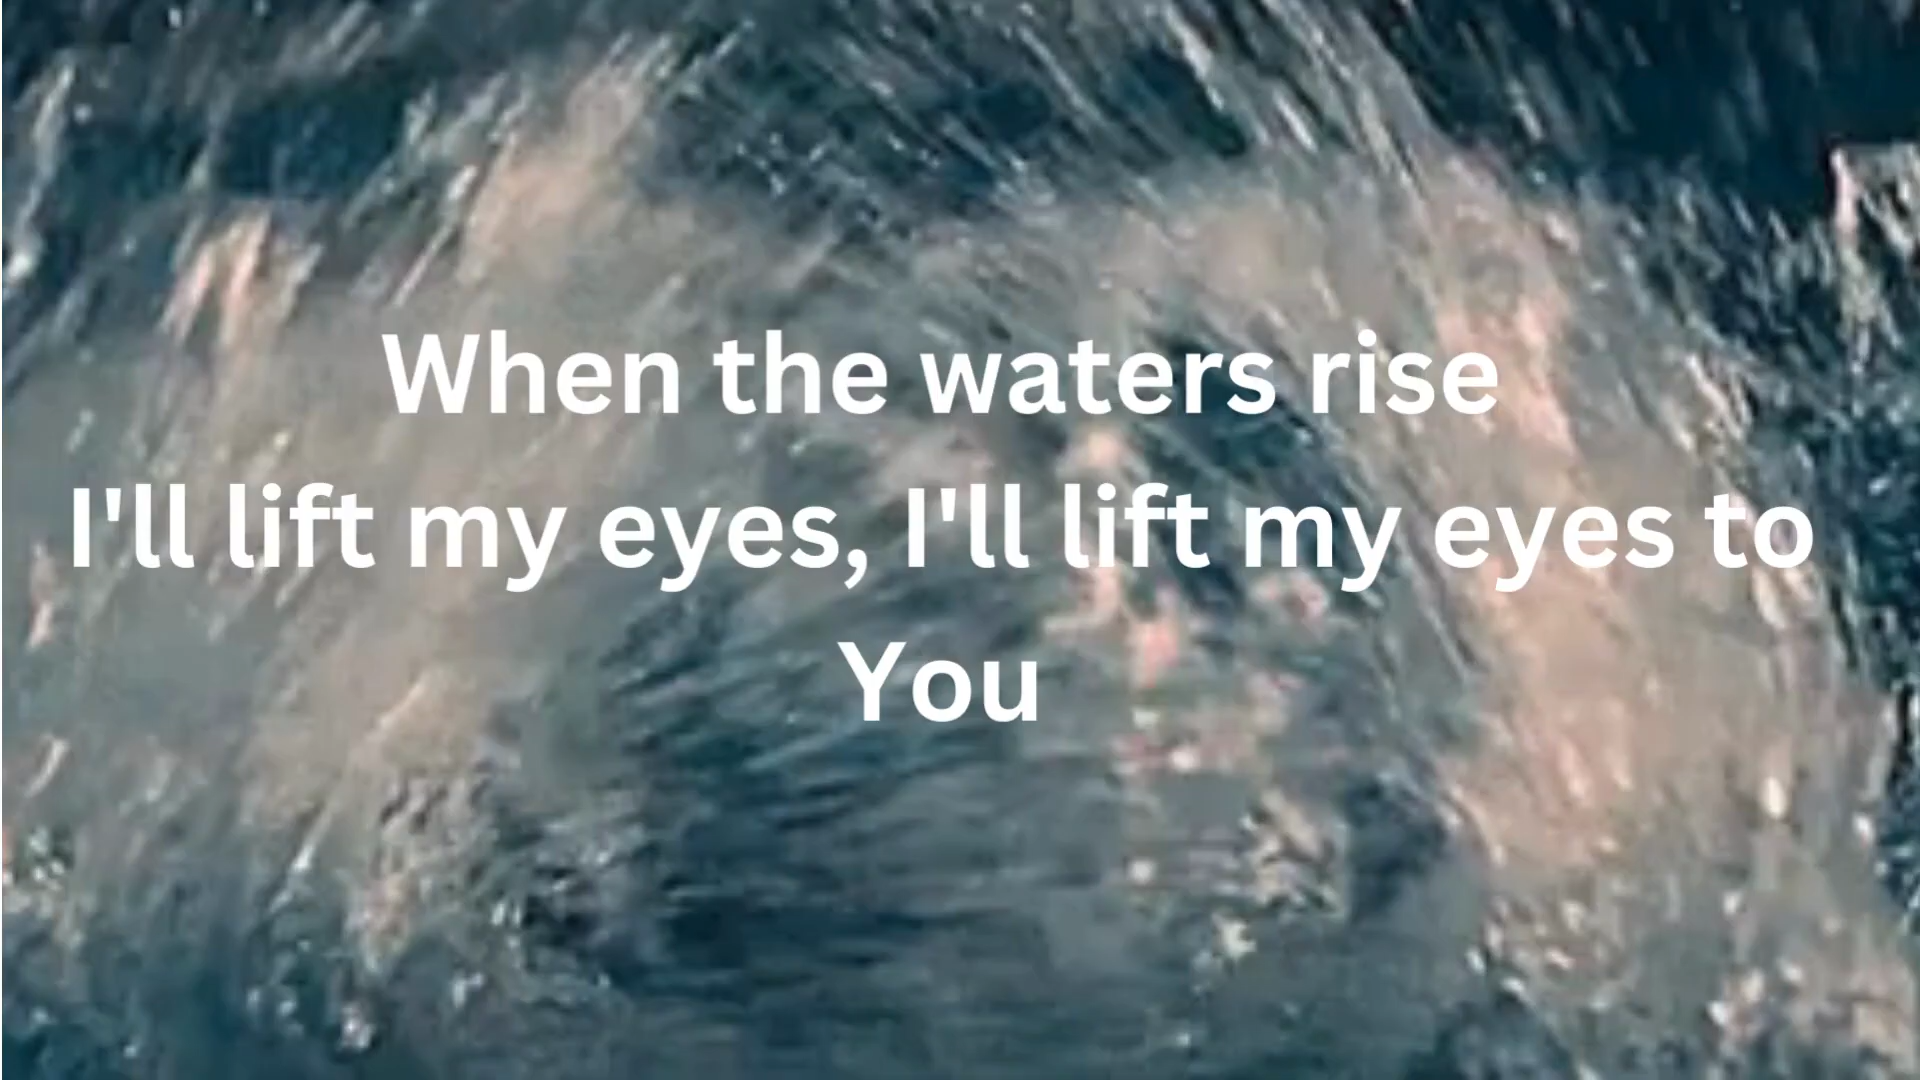 When the waters rise
I'll lift my eyes, I'll lift my eyes to
You